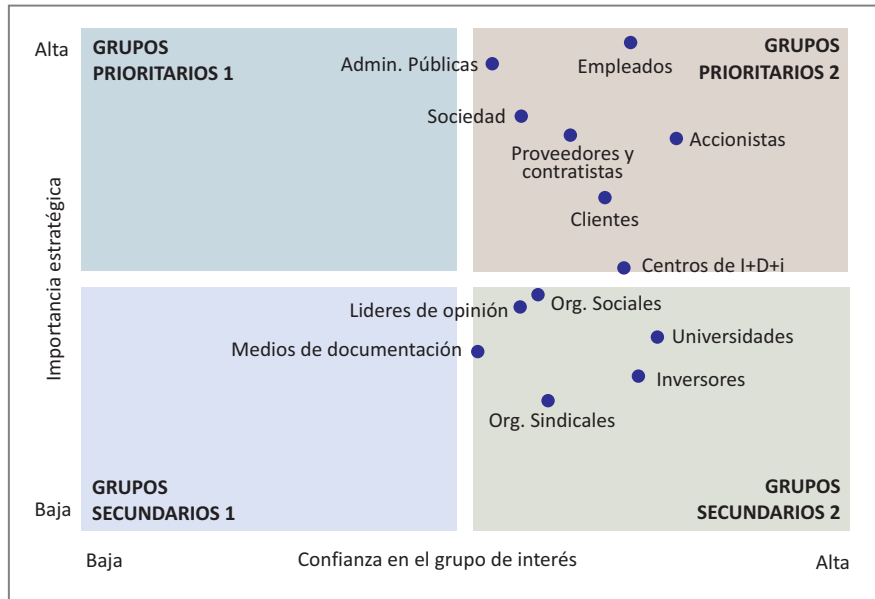 Alta
GRUPOS
PRIORITARIOS 1
GRUPOS
PRIORITARIOS 2
Admin. Públicas
Empleados
Sociedad
Proveedores y
contratistas
Accionistas
Clientes
Centros de I+D+i
Importancia estratégica
Lideres de opinión
Org. Sociales
Universidades
Medios de documentación
Inversores
Org. Sindicales
GRUPOS
SECUNDARIOS 1
GRUPOS
SECUNDARIOS 2
Baja
Baja
Confianza en el grupo de interés
Alta